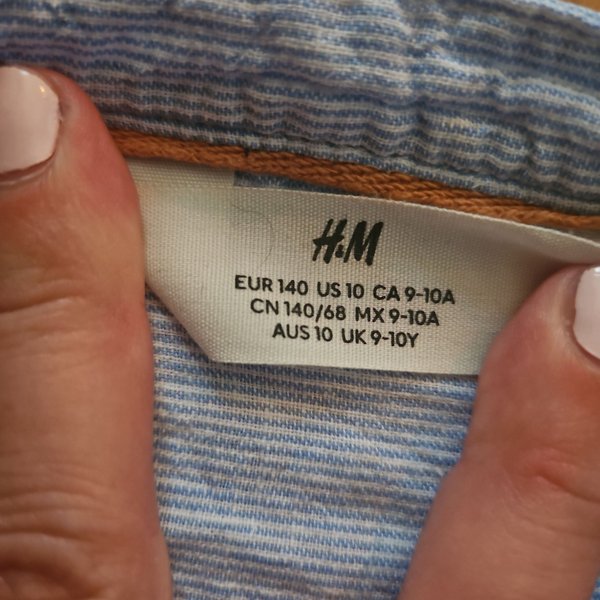 H&M
EUR 140 US 10 CA 9-10A
CN 140/68 MX 9-10A
AUS 10 UK 9-10Y